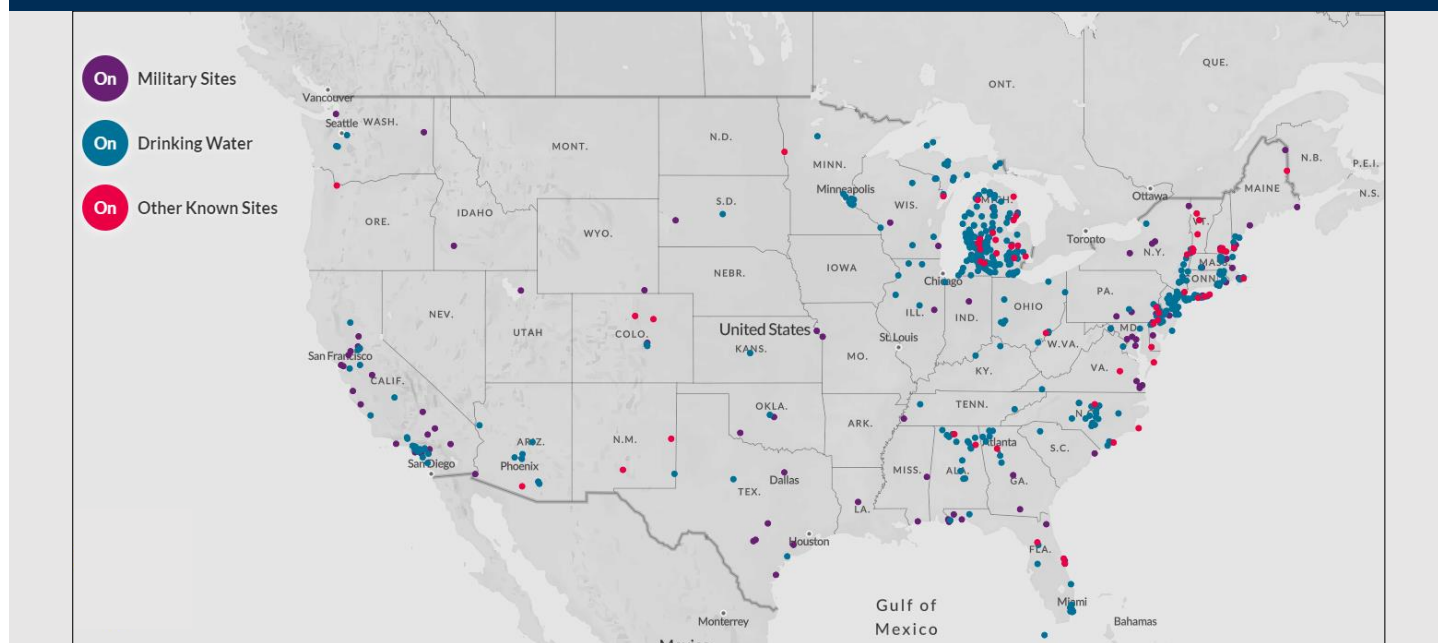 On Military Sites
On Drinking Water
On Other Known Sites
QUE.
ONT.
Vancouver
Seattle
WASH.
N.D.
MONT.
MINN.
Minneapolis
N.B.
P.E.I.
MAINE
Ottawa
N.S.
S.D.
WIS.
MICH.
VT.
ORE.
IDAHO
WYO.
Toronto
N.Y.
MASS.
CONN.
IOWA
NEBR.
Chicago
PA.
OHIO
NEV.
UTAH
COLO.
United States
KANS.
ILL.
IND.
MD.
St. Louis
MO.
W.VA.
VA.
KY.
San Francisco
CALIF.
TENN.
N.C.
OKLA.
ARK.
ARIZ.
N.M.
Atlanta
S.C.
San Diego
Phoenix
MISS.
ALA.
GA.
Dallas
TEX.
LA.
Houston
FLA.
Miami
Gulf of
Mexico
Monterrey
Bahamas